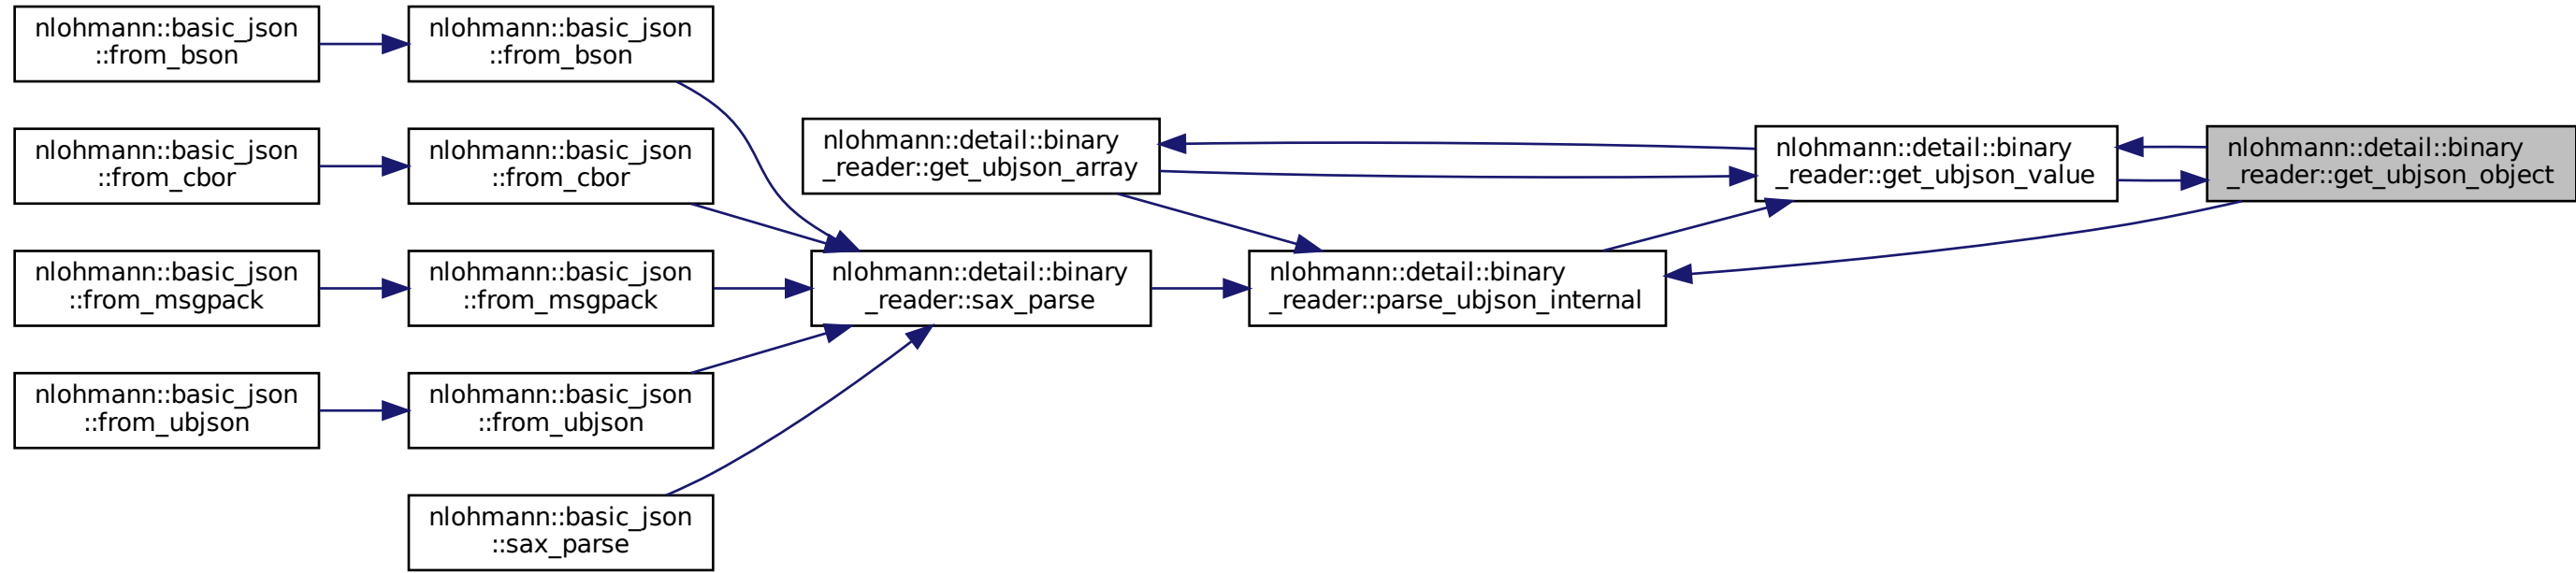 nlohmann::basic_json
::from_bson
nlohmann::basic_json
::from_bson
nlohmann::basic_json
::from_cbor
nlohmann::basic_json
::from_cbor
nlohmann::detail::binary
_reader::get_ubjson_array
nlohmann::detail::binary
_reader::get_ubjson_value
nlohmann::detail::binary
_reader::get_ubjson_object
nlohmann::basic_json
::from_msgpack
nlohmann::basic_json
::from_msgpack
nlohmann::detail::binary
_reader::sax_parse
nlohmann::detail::binary
_reader::parse_ubjson_internal
nlohmann::basic_json
::from_ubjson
nlohmann::basic_json
::from_ubjson
nlohmann::basic_json
::sax_parse